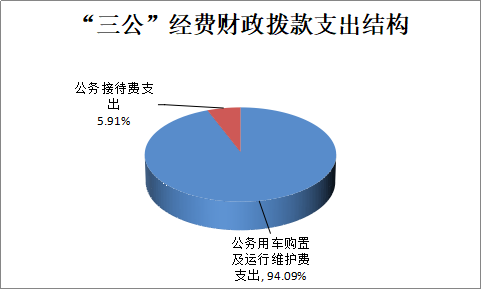 “三公”经费财政拨款支出结构
公务接待费支
出
5.91%
公务用车购置
及运行维护费
支出, 94.09%